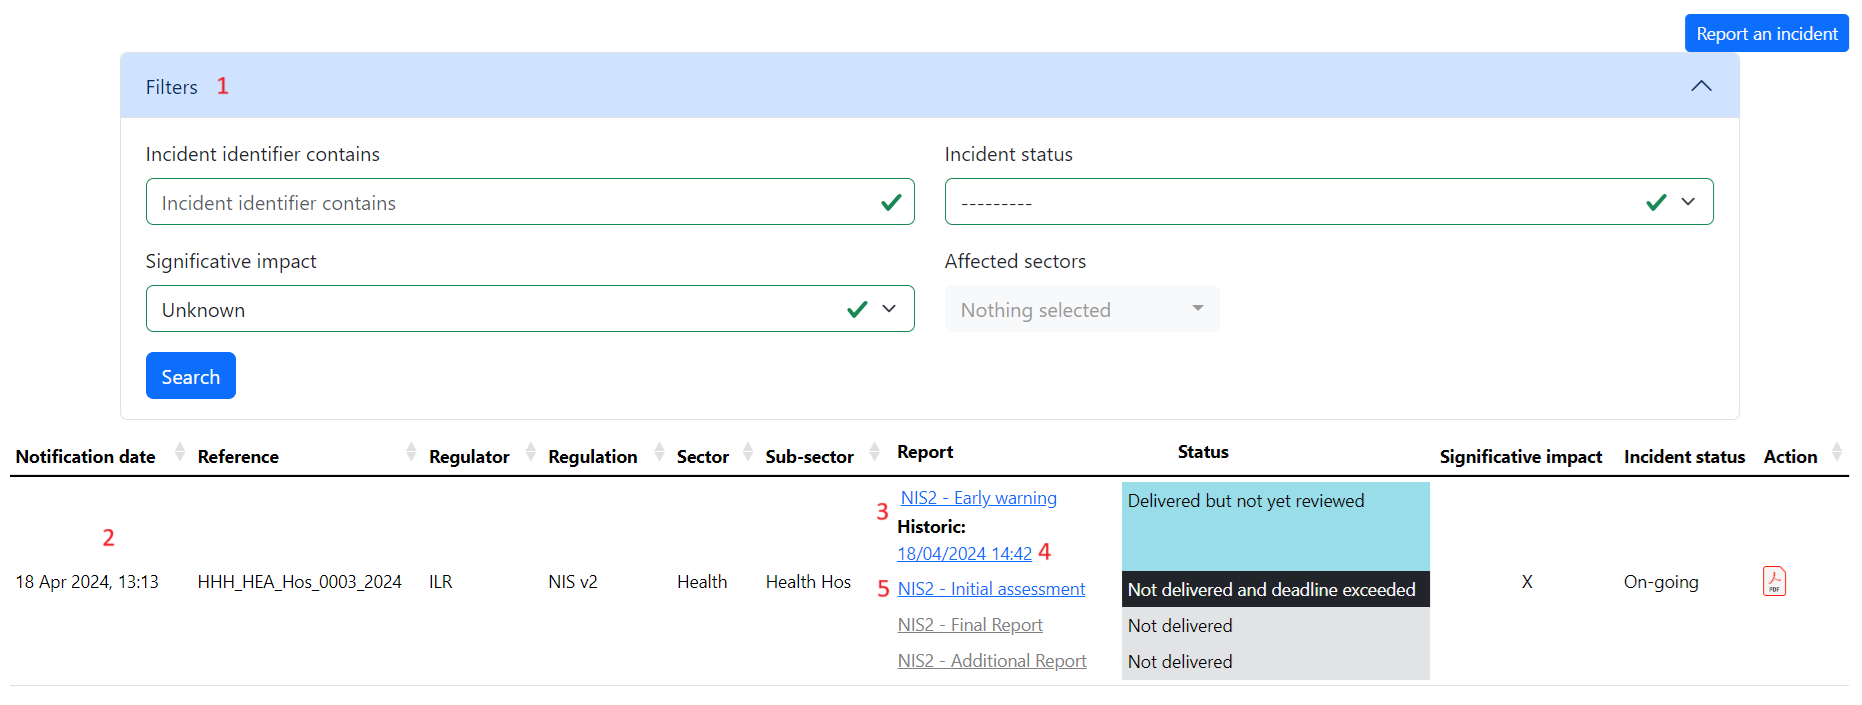 Report an incident
Filters 1
Incident identifier contains
Incident identifier contains
Incident status
---------
Significative impact
Unknown
Affected sectors
Nothing selected
Search
Notification date Reference Regulator Regulation Sector Sub-sector Report Status Significative impact Incident status Action
2
18 Apr 2024, 13:13 HHH_HEA_Hos_0003_2024 ILR NIS v2 Health Health Hos
3 NIS2 - Early warning Delivered but not yet reviewed
Historic:
18/04/2024 14:42 4
5 NIS2 - Initial assessment Not delivered and deadline exceeded
NIS2 - Final Report Not delivered
NIS2 - Additional Report Not delivered
X On-going PDF